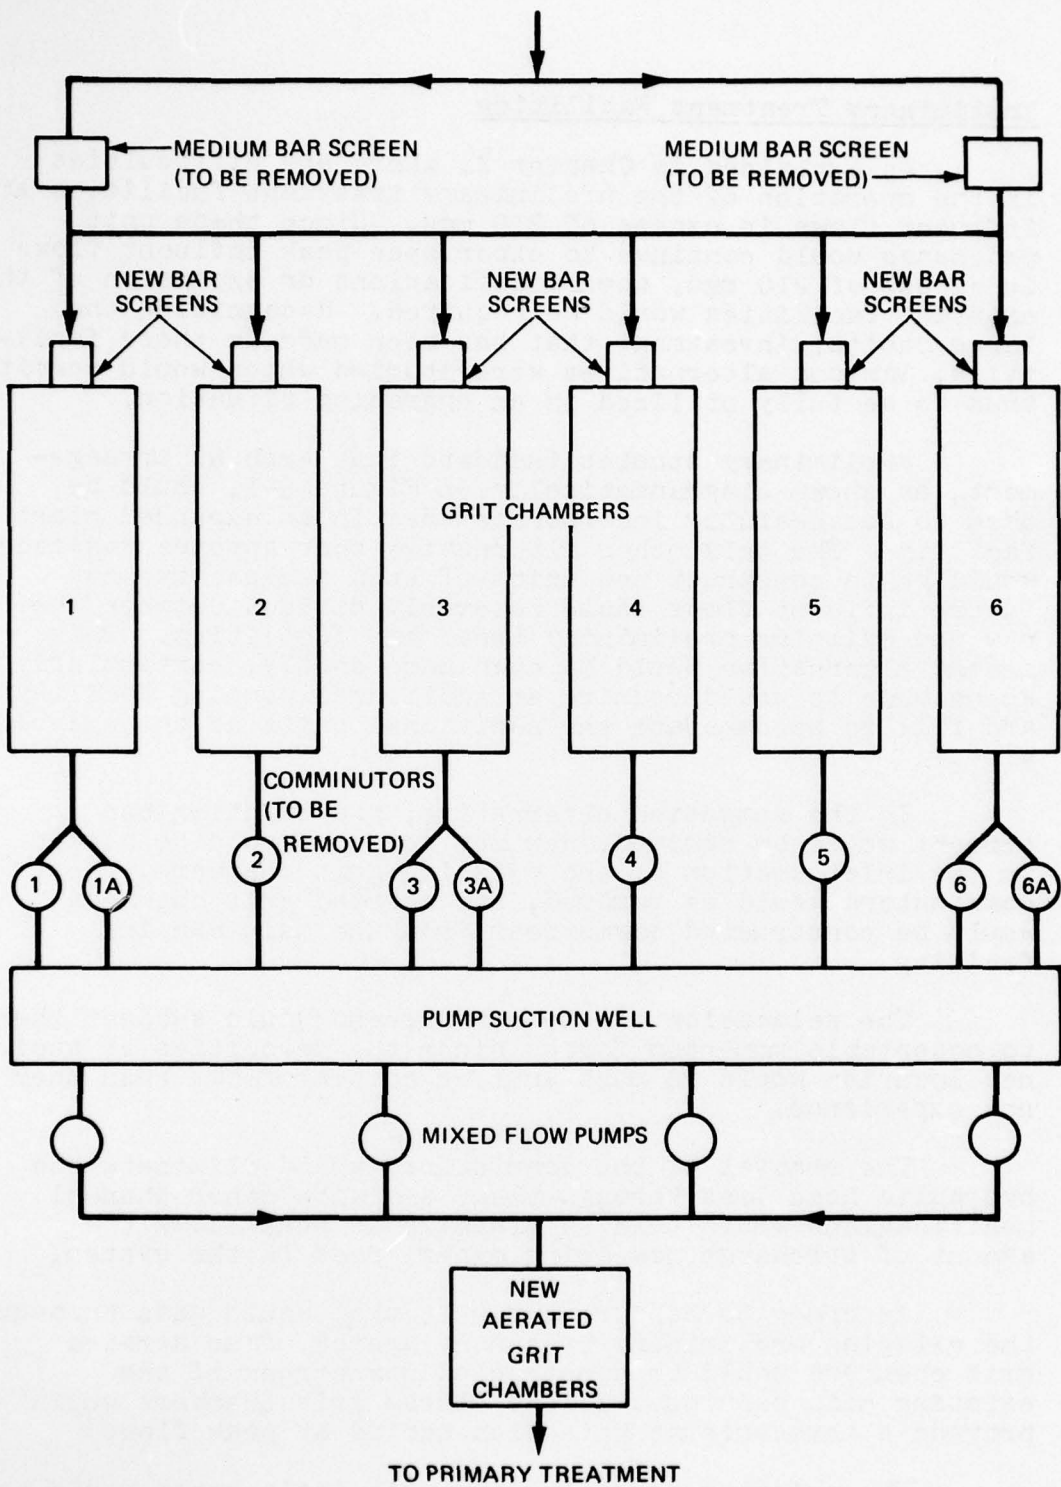 MEDIUM BAR SCREEN
(TO BE REMOVED)
MEDIUM BAR SCREEN
(TO BE REMOVED)
NEW BAR
SCREENS
NEW BAR
SCREENS
NEW BAR
SCREENS
GRIT CHAMBERS
1
2
3
4
5
6
COMMINUTORS
(TO BE
REMOVED)
1
1A
2
3
3A
4
5
6
6A
PUMP SUCTION WELL
MIXED FLOW PUMPS
NEW
AERATED
GRIT
CHAMBERS
TO PRIMARY TREATMENT